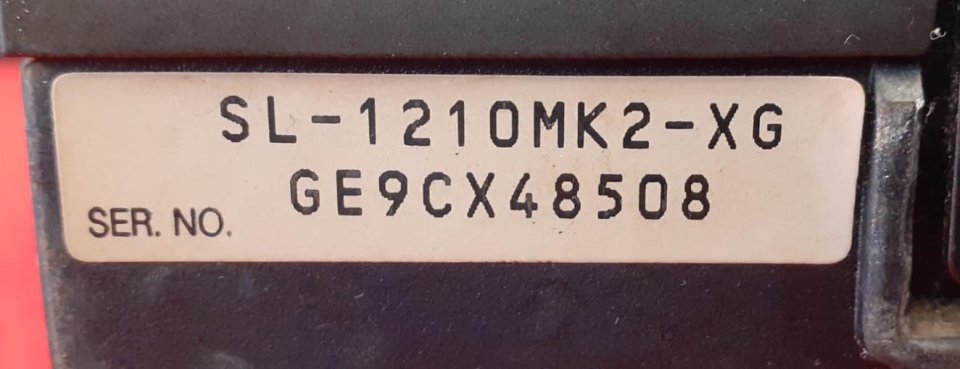 SL-1210MK2-XG
GE9CX48508
SER. NO.